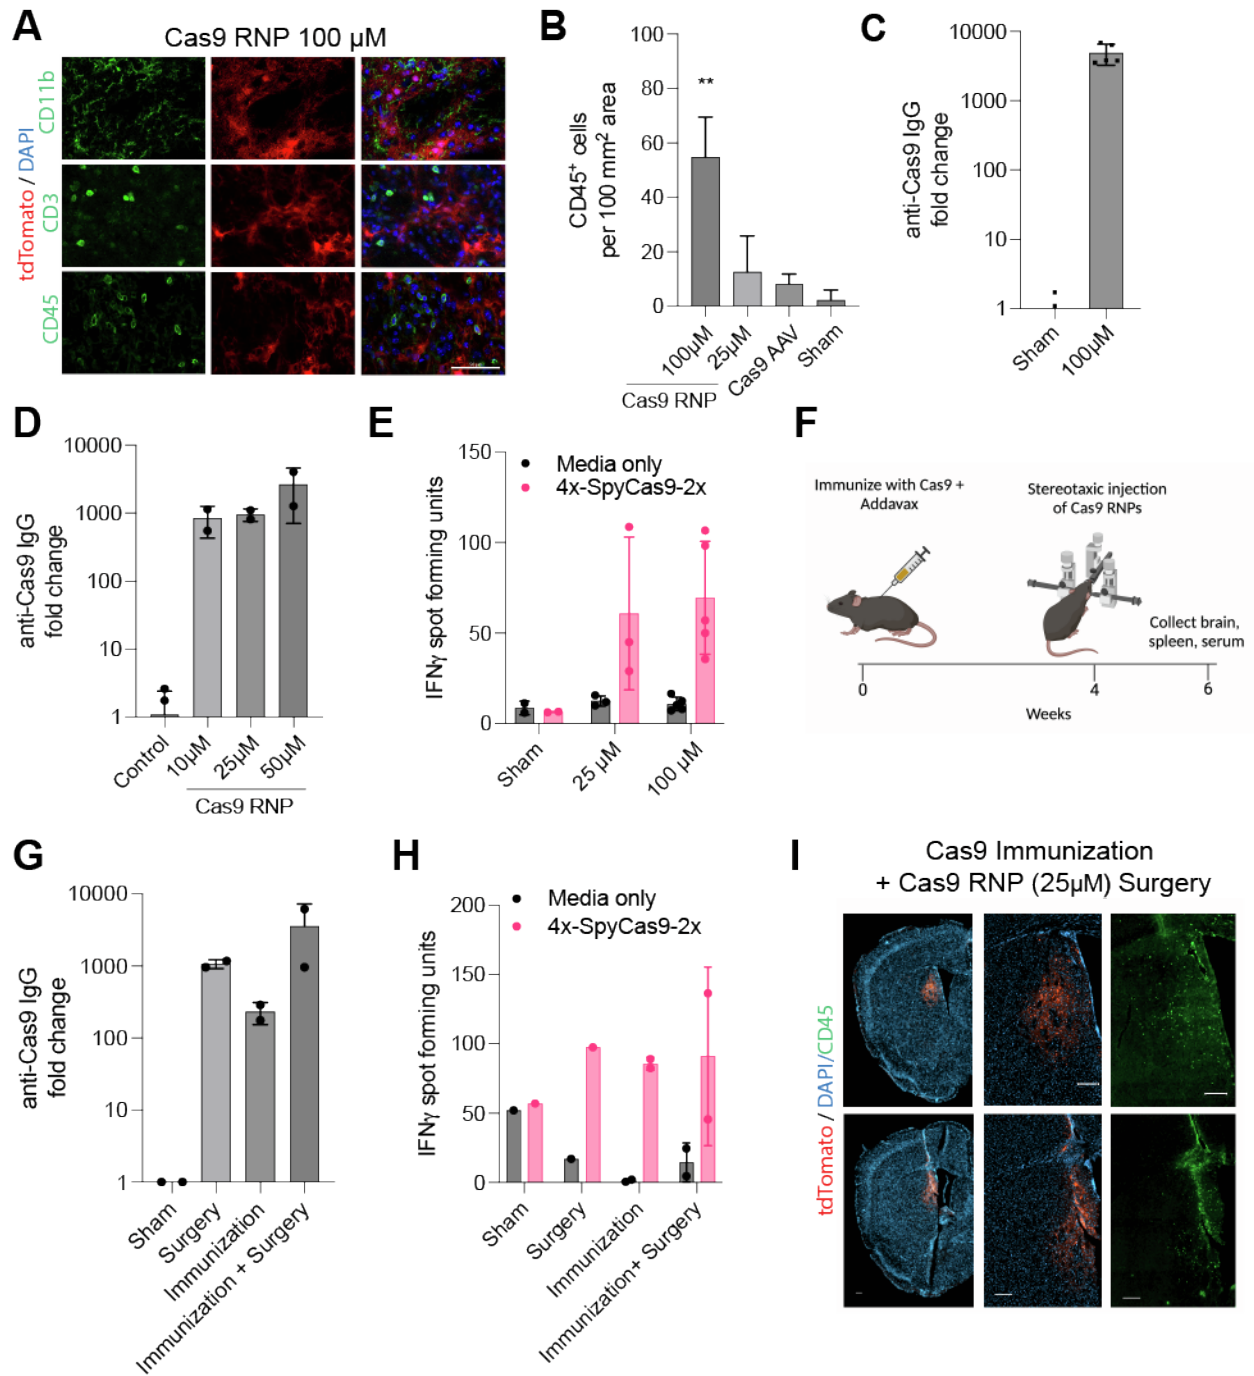 A
Cas9 RNP 100 µM
tdTomato / DAPI
CD11b
CD3
CD45
B
CD45⁺ cells
per 100 mm² area
100
80
60
40
20
0
**
100µM
25µM
Cas9 AAV
Sham
Cas9 RNP
C
anti-Cas9 IgG
fold change
10000
1000
100
10
1
Sham
100µM
D
anti-Cas9 IgG
fold change
10000
1000
100
10
1
Control
10µM
25µM
50µM
Cas9 RNP
E
IFNγ spot forming units
150
100
50
0
Media only
4x-SpyCas9-2x
Sham
25 µM
100 µM
F
Immunize with Cas9 +
Addavax
Stereotaxic injection
of Cas9 RNPs
Collect brain,
spleen, serum
0
4
6
Weeks
G
anti-Cas9 IgG
fold change
10000
1000
100
10
1
Sham
Surgery
Immunization
Immunization + Surgery
H
IFNγ spot forming units
200
150
100
50
0
Media only
4x-SpyCas9-2x
Sham
Surgery
Immunization
Immunization+ Surgery
I
Cas9 Immunization
+ Cas9 RNP (25µM) Surgery
tdTomato / DAPI/CD45